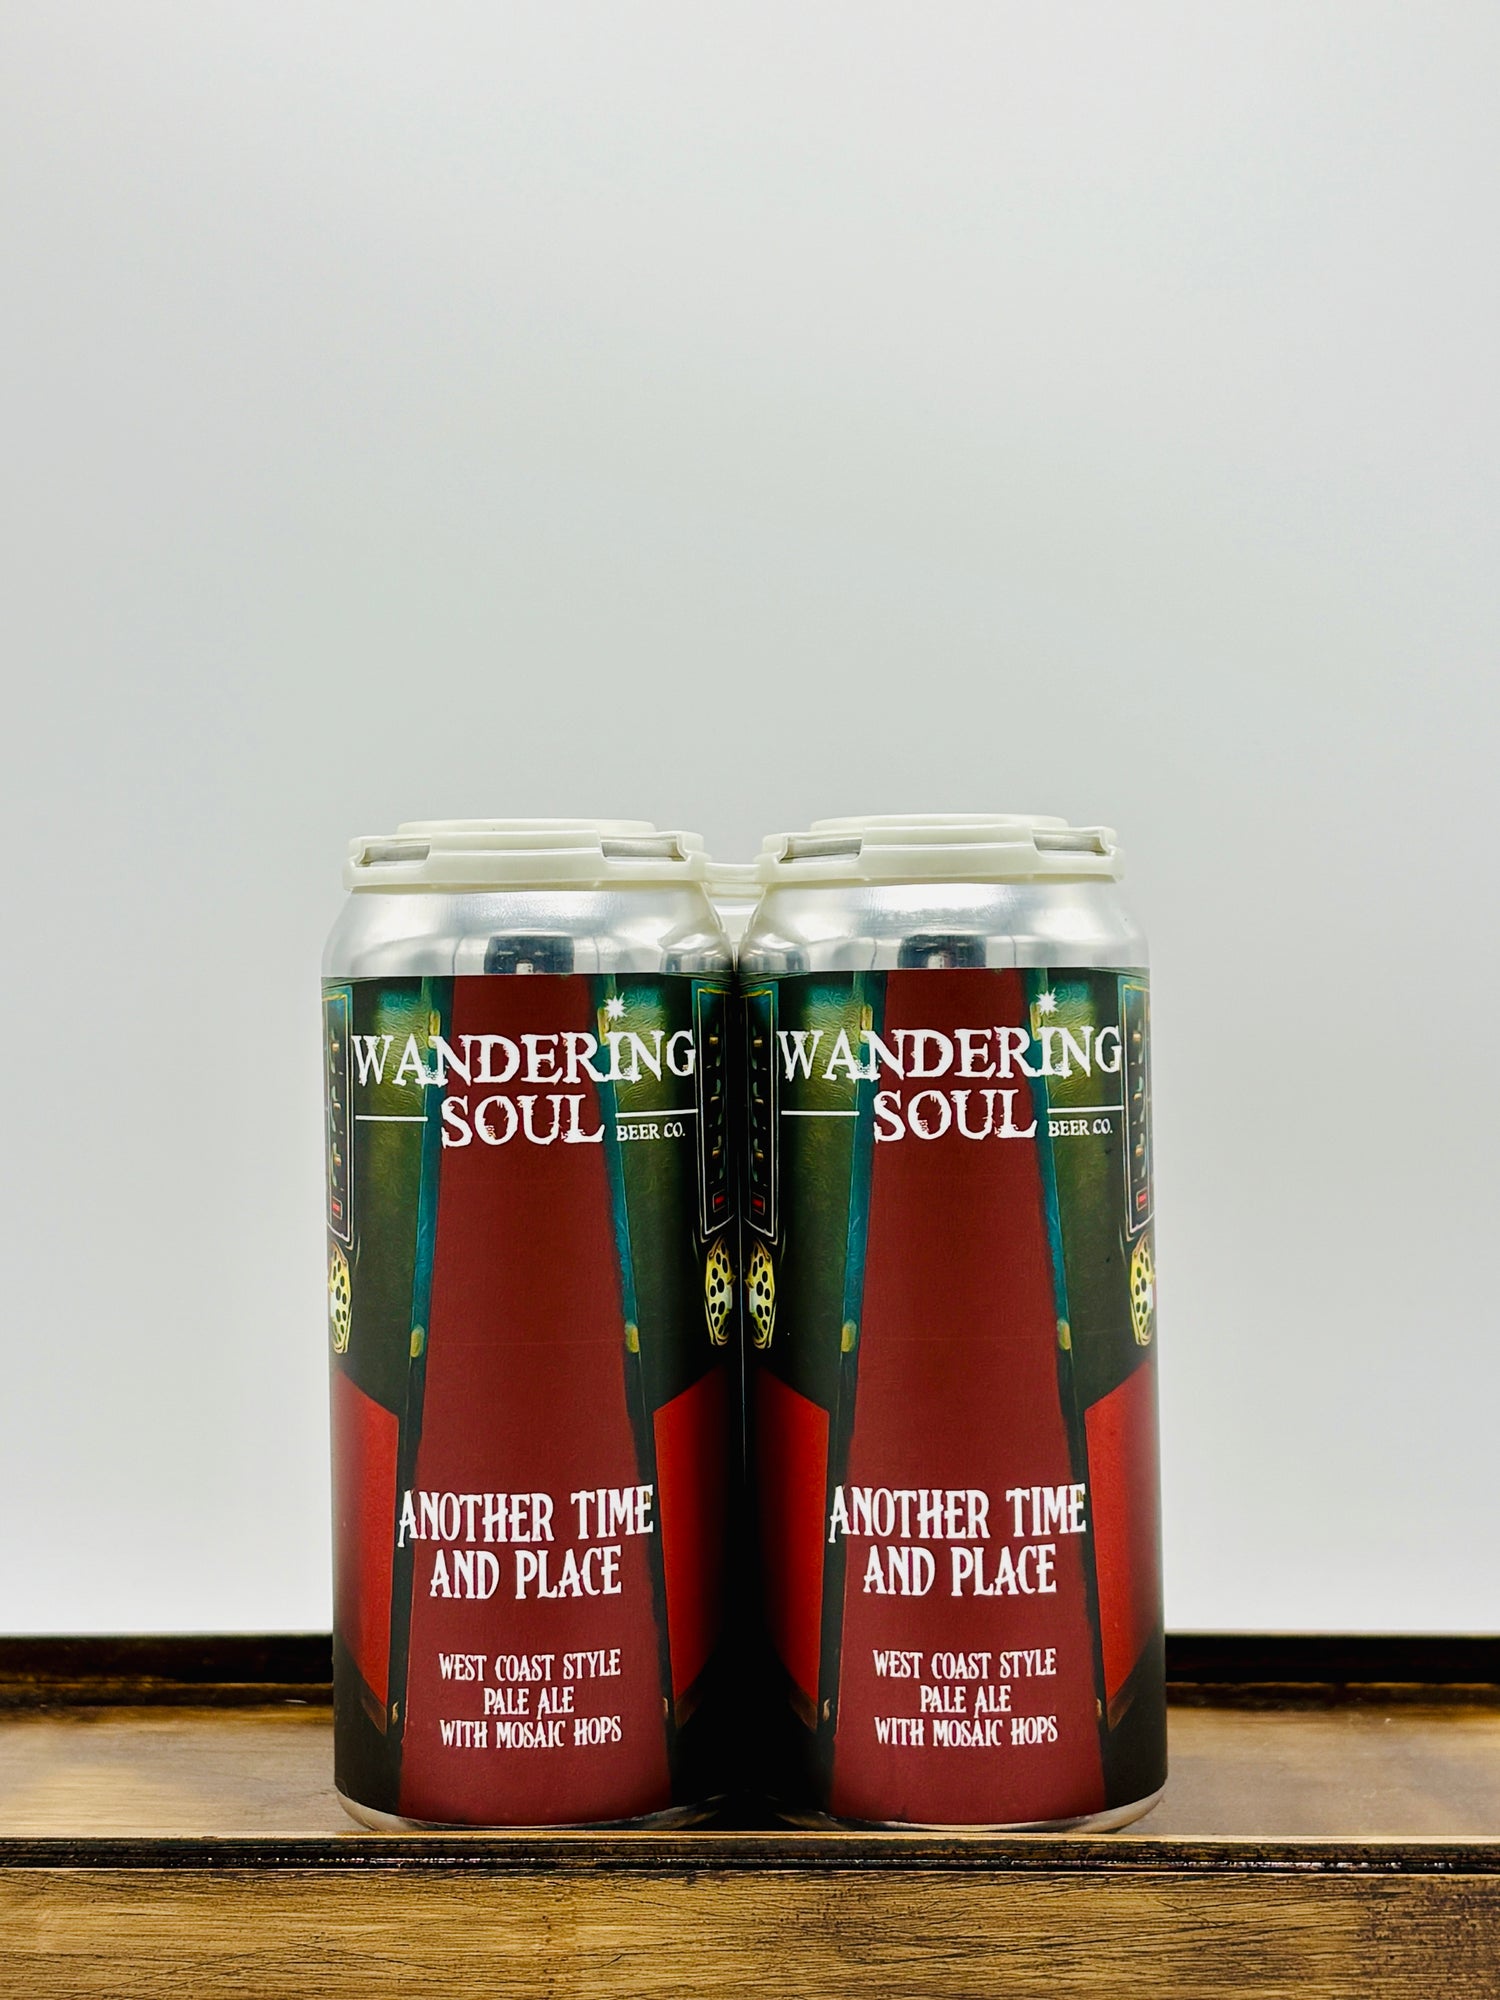 WANDERING
SOUL BEER CO.
ANOTHER TIME
AND PLACE
WEST COAST STYLE
PALE ALE
WITH MOSAIC HOPS
WANDERING
SOUL BEER CO.
ANOTHER TIME
AND PLACE
WEST COAST STYLE
PALE ALE
WITH MOSAIC HOPS